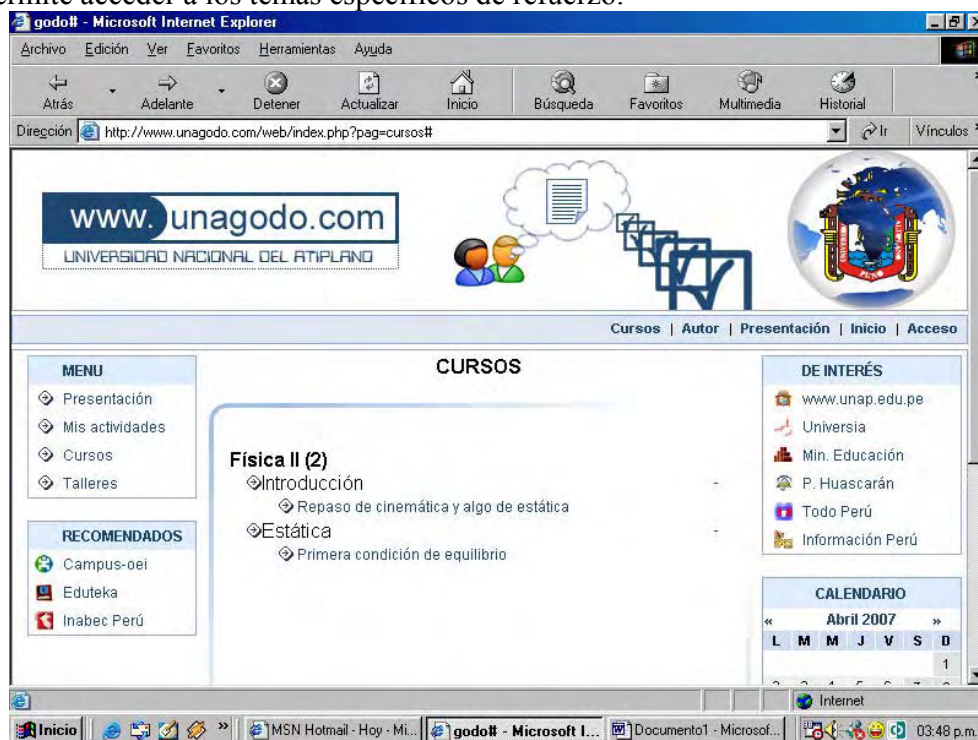 ermite acceder a los temas específicos de refuerzo.
godo# - Microsoft Internet Explorer
Archivo Edición Ver Favoritos Herramientas Ayuda
Atrás Adelante Detener Actualizar Inicio Búsqueda Favoritos Multimedia Historial
Dirección http://www.unagodo.com/web/index.php?pag=cursos# Ir Vínculos
www.unagodo.com
UNIVERSIDAD NACIONAL DEL ATIPLANO
PUNO
Cursos | Autor | Presentación | Inicio | Acceso
MENU
Presentación
Mis actividades
Cursos
Talleres
RECOMENDADOS
Campus-oei
Eduteka
Inabec Perú
CURSOS
Física II (2)
Introducción -
Repaso de cinemática y algo de estática
Estática -
Primera condición de equilibrio
DE INTERÉS
www.unap.edu.pe
Universia
Min. Educación
P. Huascarán
Todo Perú
Información Perú
CALENDARIO
« Abril 2007 »
L M M J V S D
1
Internet
Inicio » MSN Hotmail - Hoy - Mi... godo# - Microsoft I... Documento1 - Microsof... 03:48 p.m.